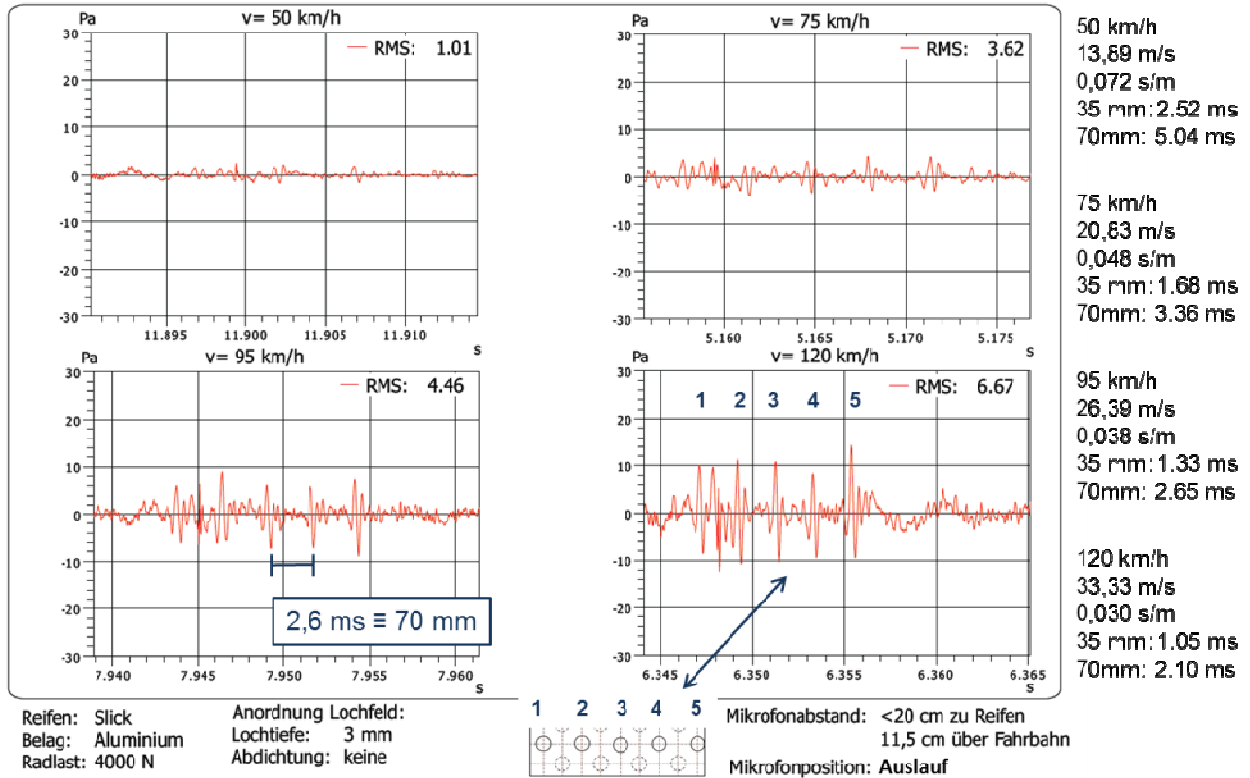 Pa
v= 50 km/h
30
RMS: 1.01
20
10
0
-10
-20
-30
11.895 11.900 11.905 11.910
s
Pa
v= 75 km/h
30
RMS: 3.62
20
10
0
-10
-20
-30
5.160 5.165 5.170 5.175
s
Pa
v= 95 km/h
30
RMS: 4.46
20
10
0
-10
-20
-30
2,6 ms ≡ 70 mm
7.940 7.945 7.950 7.955 7.960
s
Pa
v= 120 km/h
30
RMS: 6.67
1 2 3 4 5
20
10
0
-10
-20
-30
6.345 6.350 6.355 6.360 6.365
s
50 km/h
13,89 m/s
0,072 s/m
35 mm: 2.52 ms
70mm: 5.04 ms
75 km/h
20,83 m/s
0,048 s/m
35 mm: 1.68 ms
70mm: 3.36 ms
95 km/h
26,39 m/s
0,038 s/m
35 mm: 1.33 ms
70mm: 2.65 ms
120 km/h
33,33 m/s
0,030 s/m
35 mm: 1.05 ms
70mm: 2.10 ms
Reifen: Slick
Belag: Aluminium
Radlast: 4000 N
Anordnung Lochfeld:
Lochtiefe: 3 mm
Abdichtung: keine
1 2 3 4 5
Mikrofonabstand: <20 cm zu Reifen
11,5 cm über Fahrbahn
Mikrofonposition: Auslauf